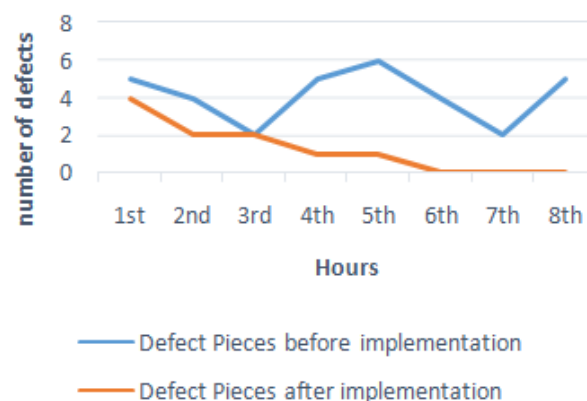 number of defects
8
6
4
2
0
1st 2nd 3rd 4th 5th 6th 7th 8th
Hours
Defect Pieces before implementation
Defect Pieces after implementation